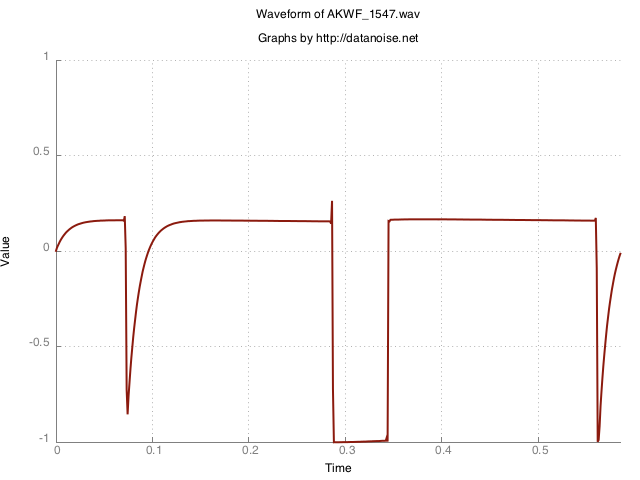 Waveform of AKWF_1547.wav
Graphs by http://datanoise.net
1
0.5
0
-0.5
-1
Value
0 0.1 0.2 0.3 0.4 0.5
Time